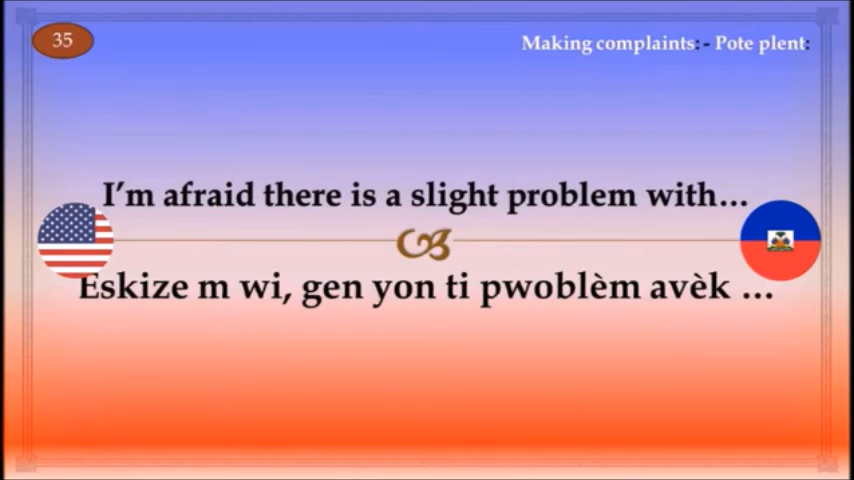 35
Making complaints:- Pote plent:
I’m afraid there is a slight problem with…
Eskize m wi, gen yon ti pwoblèm avèk …